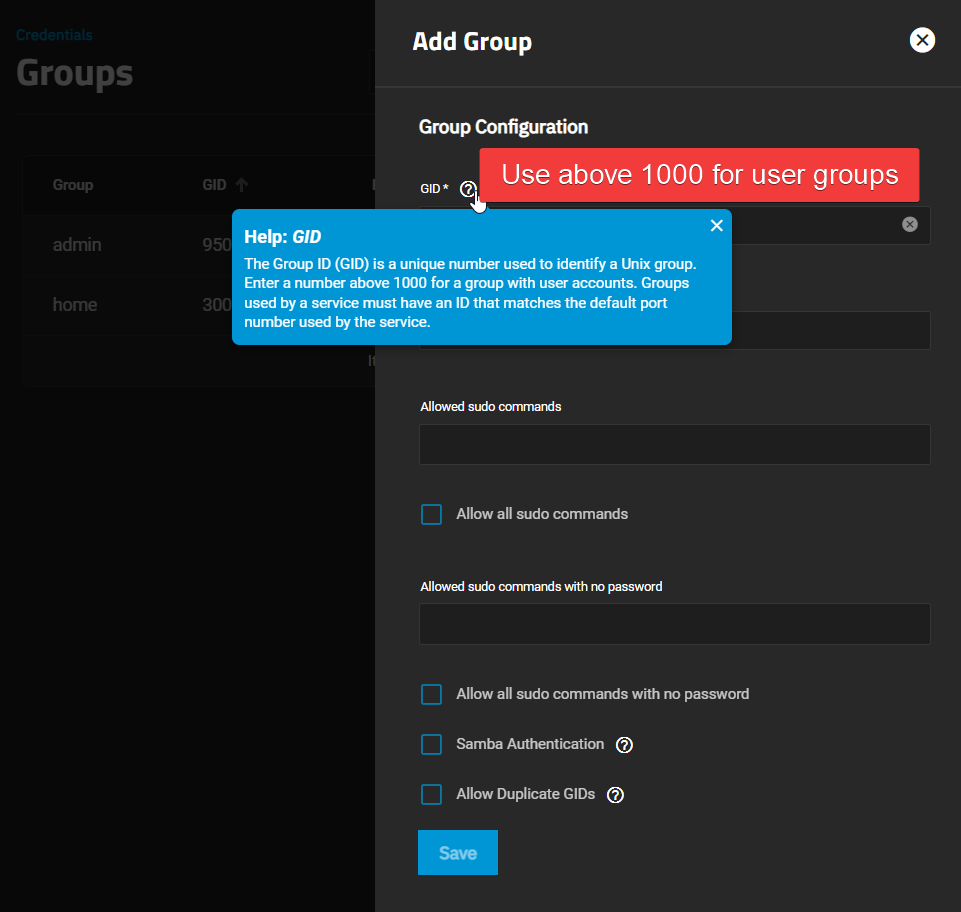 Credentials
Groups
Group GID
admin 950
home 300
Add Group
Group Configuration
GID *
Use above 1000 for user groups
Help: GID
The Group ID (GID) is a unique number used to identify a Unix group.
Enter a number above 1000 for a group with user accounts. Groups
used by a service must have an ID that matches the default port
number used by the service.
Allowed sudo commands
Allow all sudo commands
Allowed sudo commands with no password
Allow all sudo commands with no password
Samba Authentication
Allow Duplicate GIDs
Save